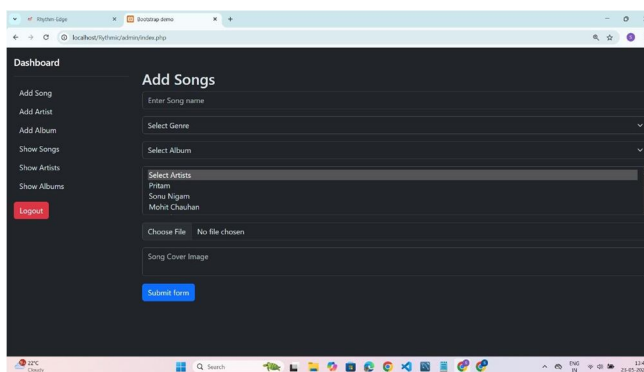 Rhythm-Edge
Bootstrap demo
localhost/Rythmic/admin/index.php
Dashboard
Add Songs
Add Song
Enter Song name
Add Artist
Select Genre
Add Album
Show Songs
Select Album
Show Artists
Select Artists
Pritam
Show Albums
Sonu Nigam
Mohit Chauhan
Logout
Choose File No file chosen
Song Cover Image
Submit form
22°C
Cloudy
Search
ENG
IN